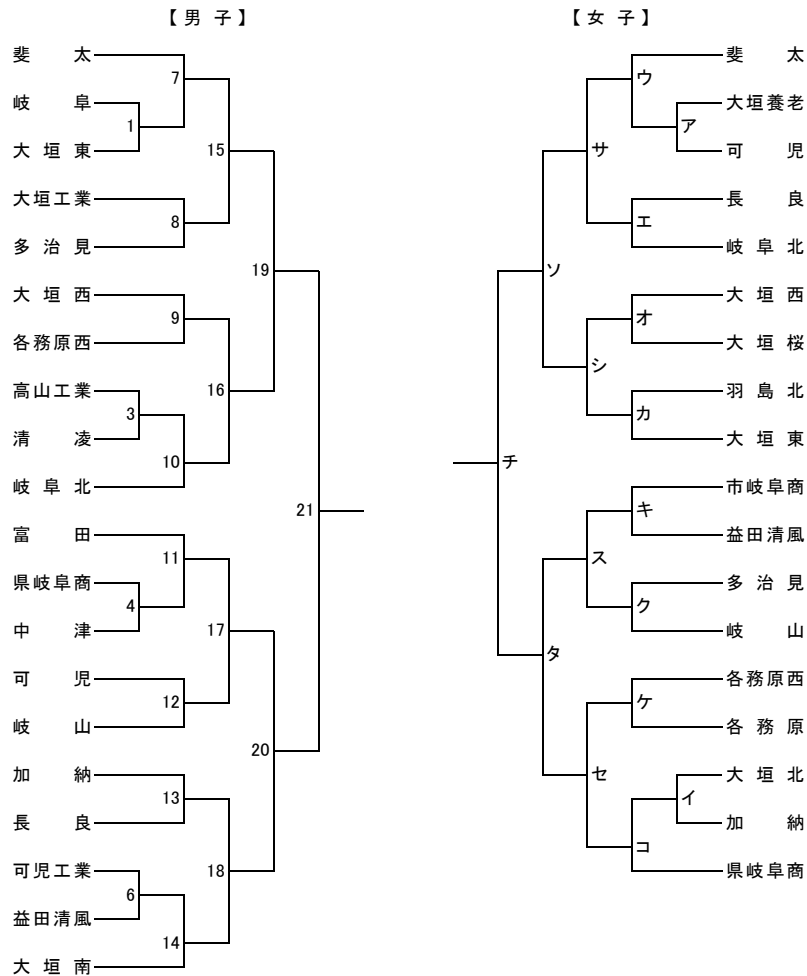 【 男 子 】
斐太
7
岐阜
1
大垣東
15
大垣工業
8
多治見
19
大垣西
9
各務原西
16
高山工業
3
清凌
10
岐阜北
21
富田
11
県岐阜商
4
中津
17
可児
12
岐山
20
加納
13
長良
18
可児工業
6
益田清風
14
大垣南
【 女 子 】
斐太
ウ
大垣養老
ア
可児
サ
長良
エ
岐阜北
ソ
大垣西
オ
大垣桜
シ
羽島北
カ
大垣東
チ
市岐阜商
キ
益田清風
ス
多治見
ク
岐山
タ
各務原西
ケ
各務原
セ
大垣北
イ
加納
コ
県岐阜商